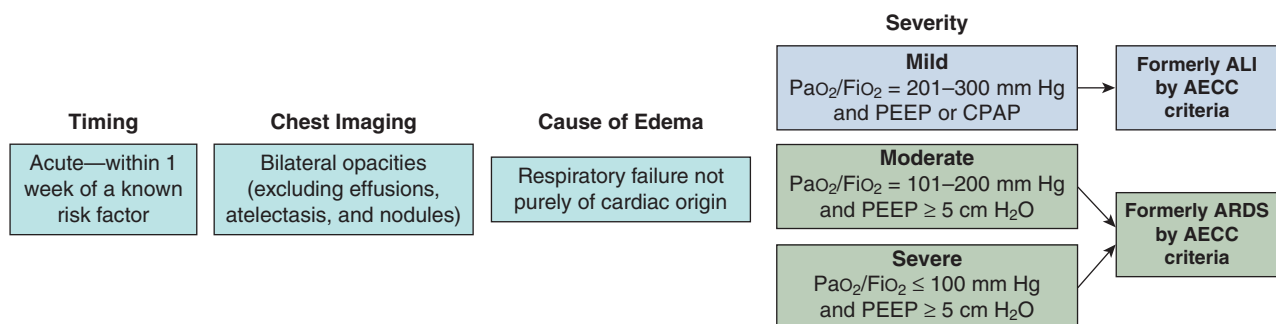 Timing
Acute—within 1
week of a known
risk factor
Chest Imaging
Bilateral opacities
(excluding effusions,
atelectasis, and nodules)
Cause of Edema
Respiratory failure not
purely of cardiac origin
Severity
Mild
PaO₂/FiO₂ = 201–300 mm Hg
and PEEP or CPAP
Formerly ALI
by AECC
criteria
Moderate
PaO₂/FiO₂ = 101–200 mm Hg
and PEEP ≥ 5 cm H₂O
Severe
PaO₂/FiO₂ ≤ 100 mm Hg
and PEEP ≥ 5 cm H₂O
Formerly ARDS
by AECC
criteria